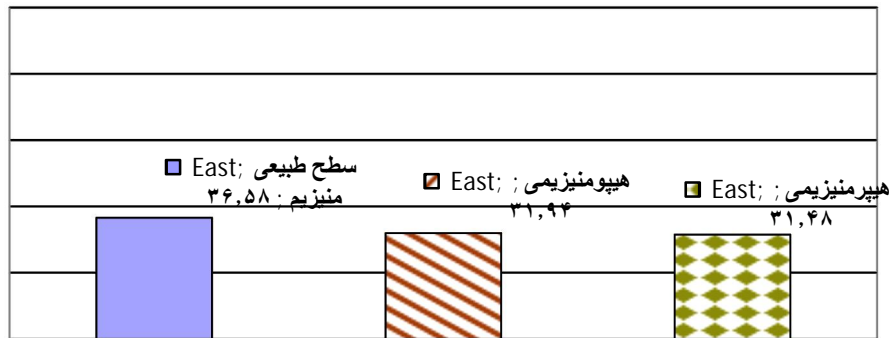 East; سطح طبیعی
منیزیم ; ۳۶,۵۸
East; هیپومنیزیمی ;
۳۱,۹۴
East; هیپرمنیزیمی ;
۳۱,۴۸